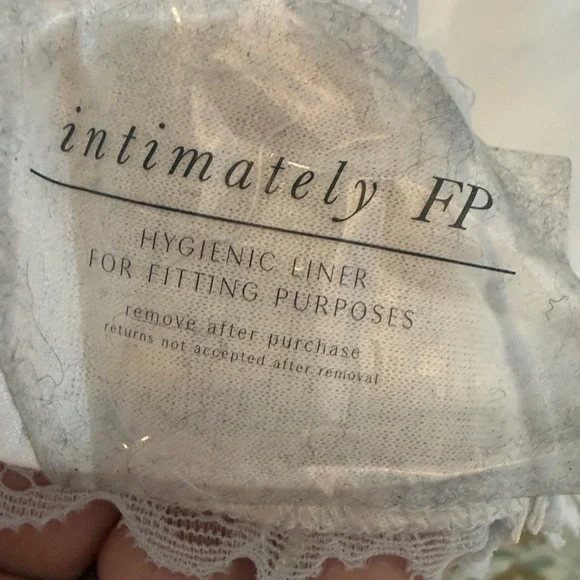 intimately FP
HYGIENIC LINER
FOR FITTING PURPOSES
remove after purchase
returns not accepted after removal